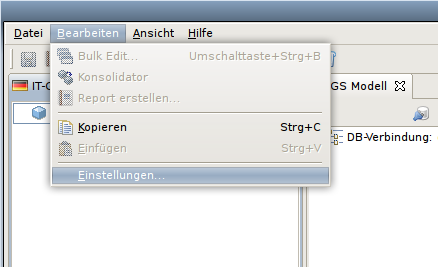 Datei Bearbeiten Ansicht Hilfe
Bulk Edit... Umschalttaste+Strg+B
Konsolidator
Report erstellen...
Kopieren Strg+C
Einfügen Strg+V
Einstellungen...
GS Modell
DB-Verbindung: